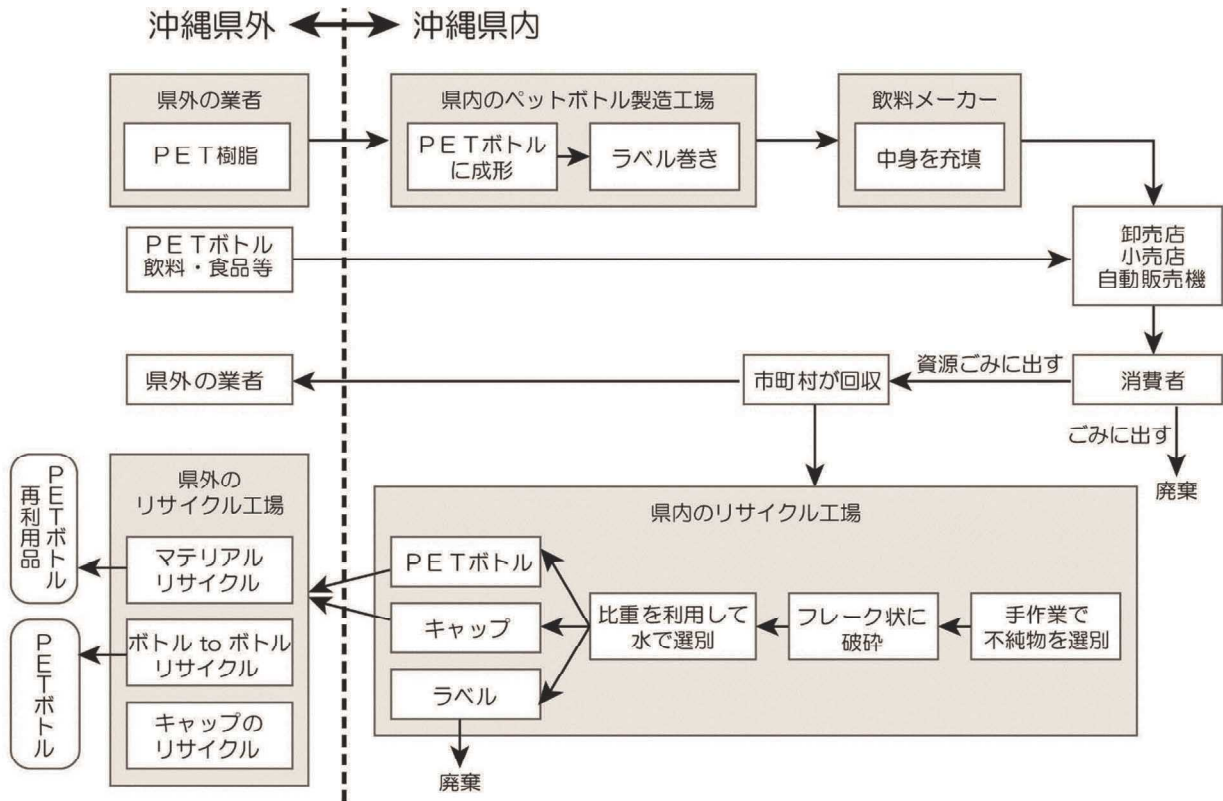 沖縄県外
沖縄県内
県外の業者
PET樹脂
県内のペットボトル製造工場
PETボトル
に成形
ラベル巻き
飲料メーカー
中身を充填
PETボトル
飲料・食品等
卸売店
小売店
自動販売機
県外の業者
市町村が回収
資源ごみに出す
消費者
ごみに出す
廃棄
PETボトル
再利用品
PETボトル
県外の
リサイクル工場
マテリアル
リサイクル
ボトル to ボトル
リサイクル
キャップの
リサイクル
県内のリサイクル工場
PETボトル
キャップ
ラベル
比重を利用して
水で選別
フレーク状に
破砕
手作業で
不純物を選別
廃棄